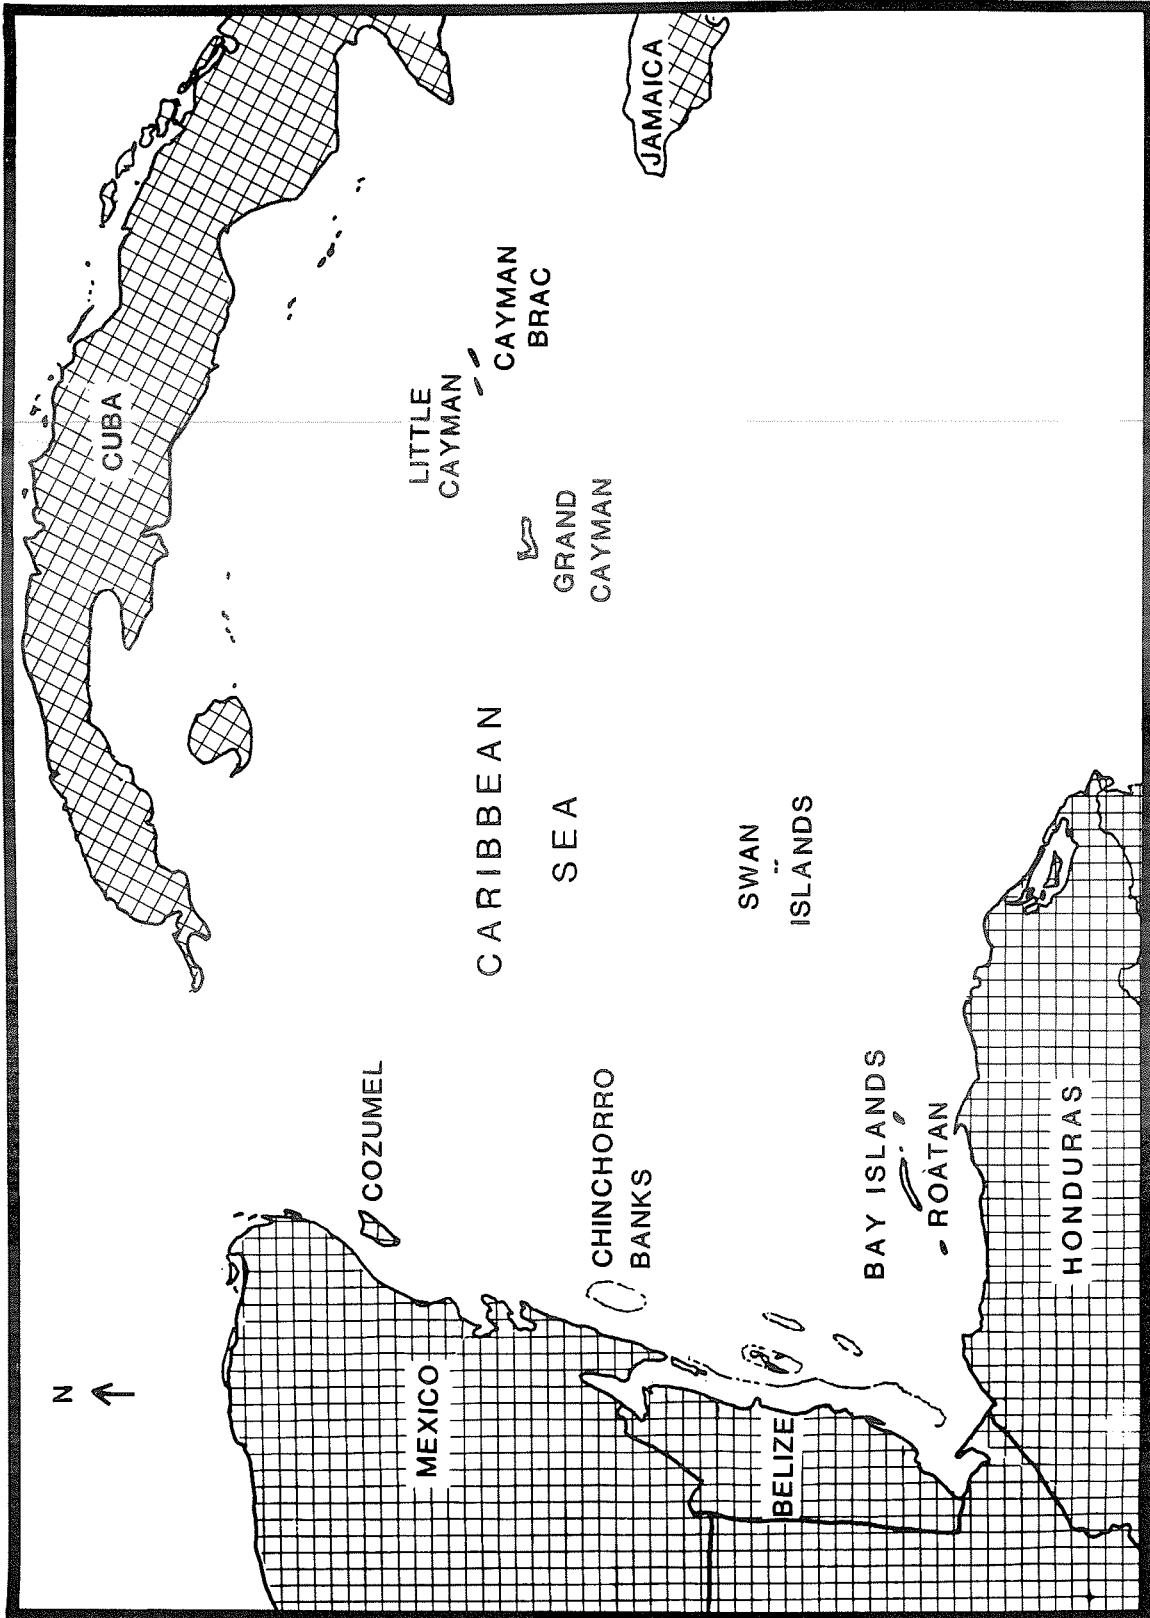 N
CUBA
LITTLE
CAYMAN
CAYMAN
BRAC
GRAND
CAYMAN
JAMAICA
CARIBBEAN
SEA
COZUMEL
MEXICO
CHINCHORRO
BANKS
SWAN
ISLANDS
BELIZE
BAY ISLANDS
ROATAN
HONDURAS